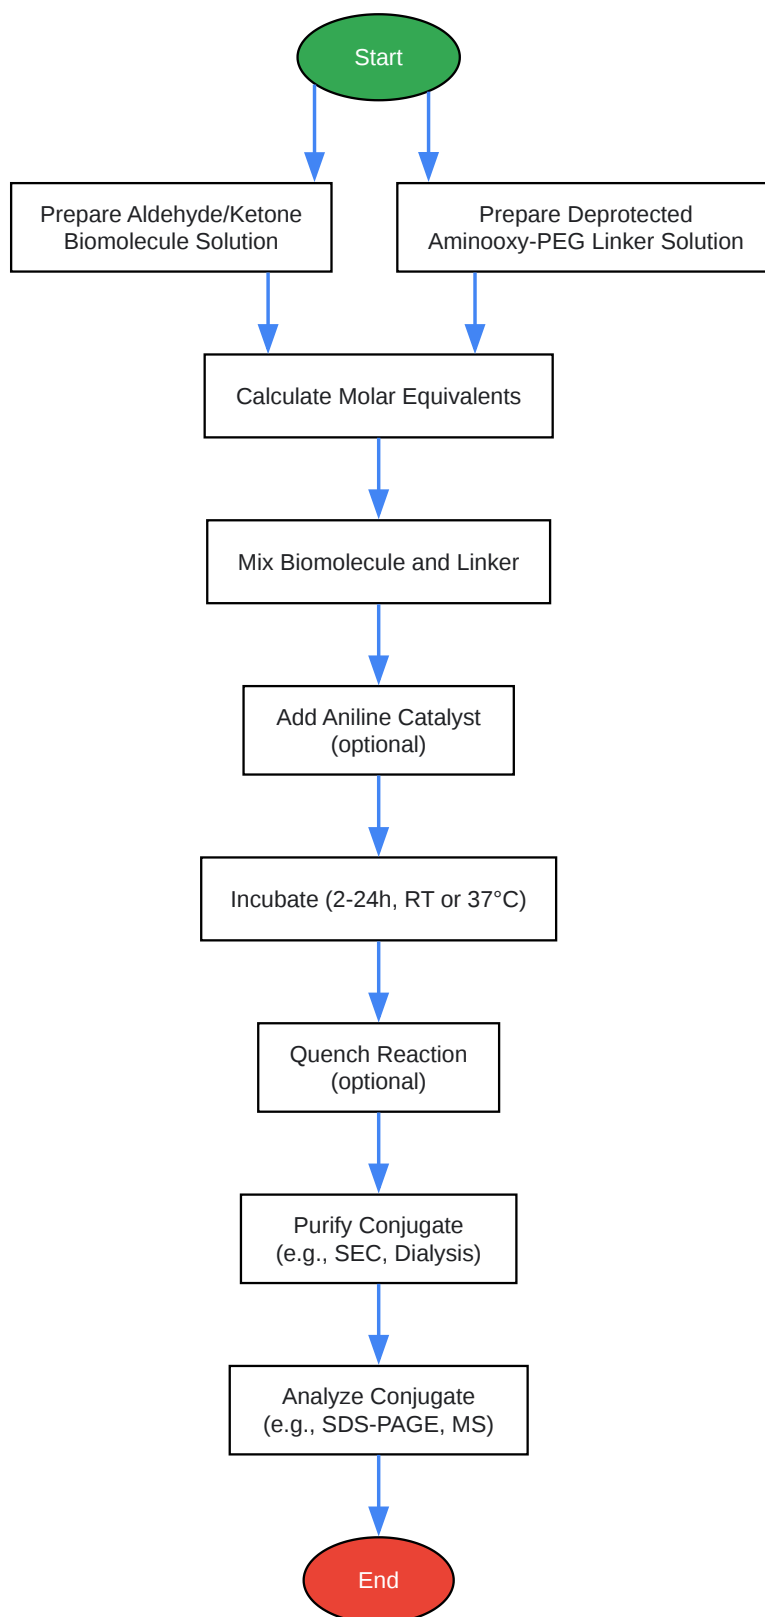 Start
Prepare Aldehyde/Ketone
Biomolecule Solution
Prepare Deprotected
Aminooxy-PEG Linker Solution
Calculate Molar Equivalents
Mix Biomolecule and Linker
Add Aniline Catalyst
(optional)
Incubate (2-24h, RT or 37°C)
Quench Reaction
(optional)
Purify Conjugate
(e.g., SEC, Dialysis)
Analyze Conjugate
(e.g., SDS-PAGE, MS)
End